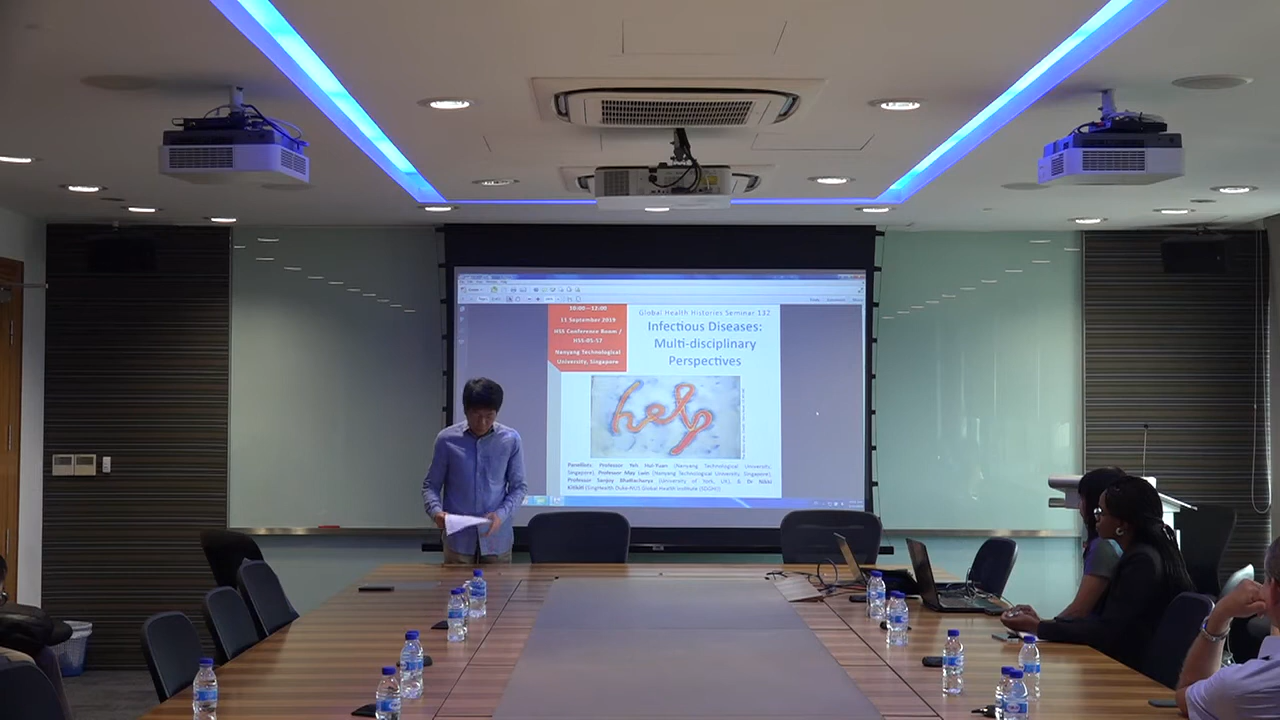 10:00 – 12:00
11 September 2019
HSS Conference Room /
HSS-05-57
Nanyang Technological
University, Singapore
Global Health Histories Seminar 132
Infectious Diseases:
Multi-disciplinary
Perspectives
help
Panellists: Professor Yeh Hui-Yuan (Nanyang Technological University,
Singapore), Professor May Lwin (Nanyang Technological University, Singapore),
Professor Sanjoy Bhattacharya (University of York, UK), & Dr Nikki
Kitikiti (SingHealth Duke-NUS Global Health Institute (SDGHI))